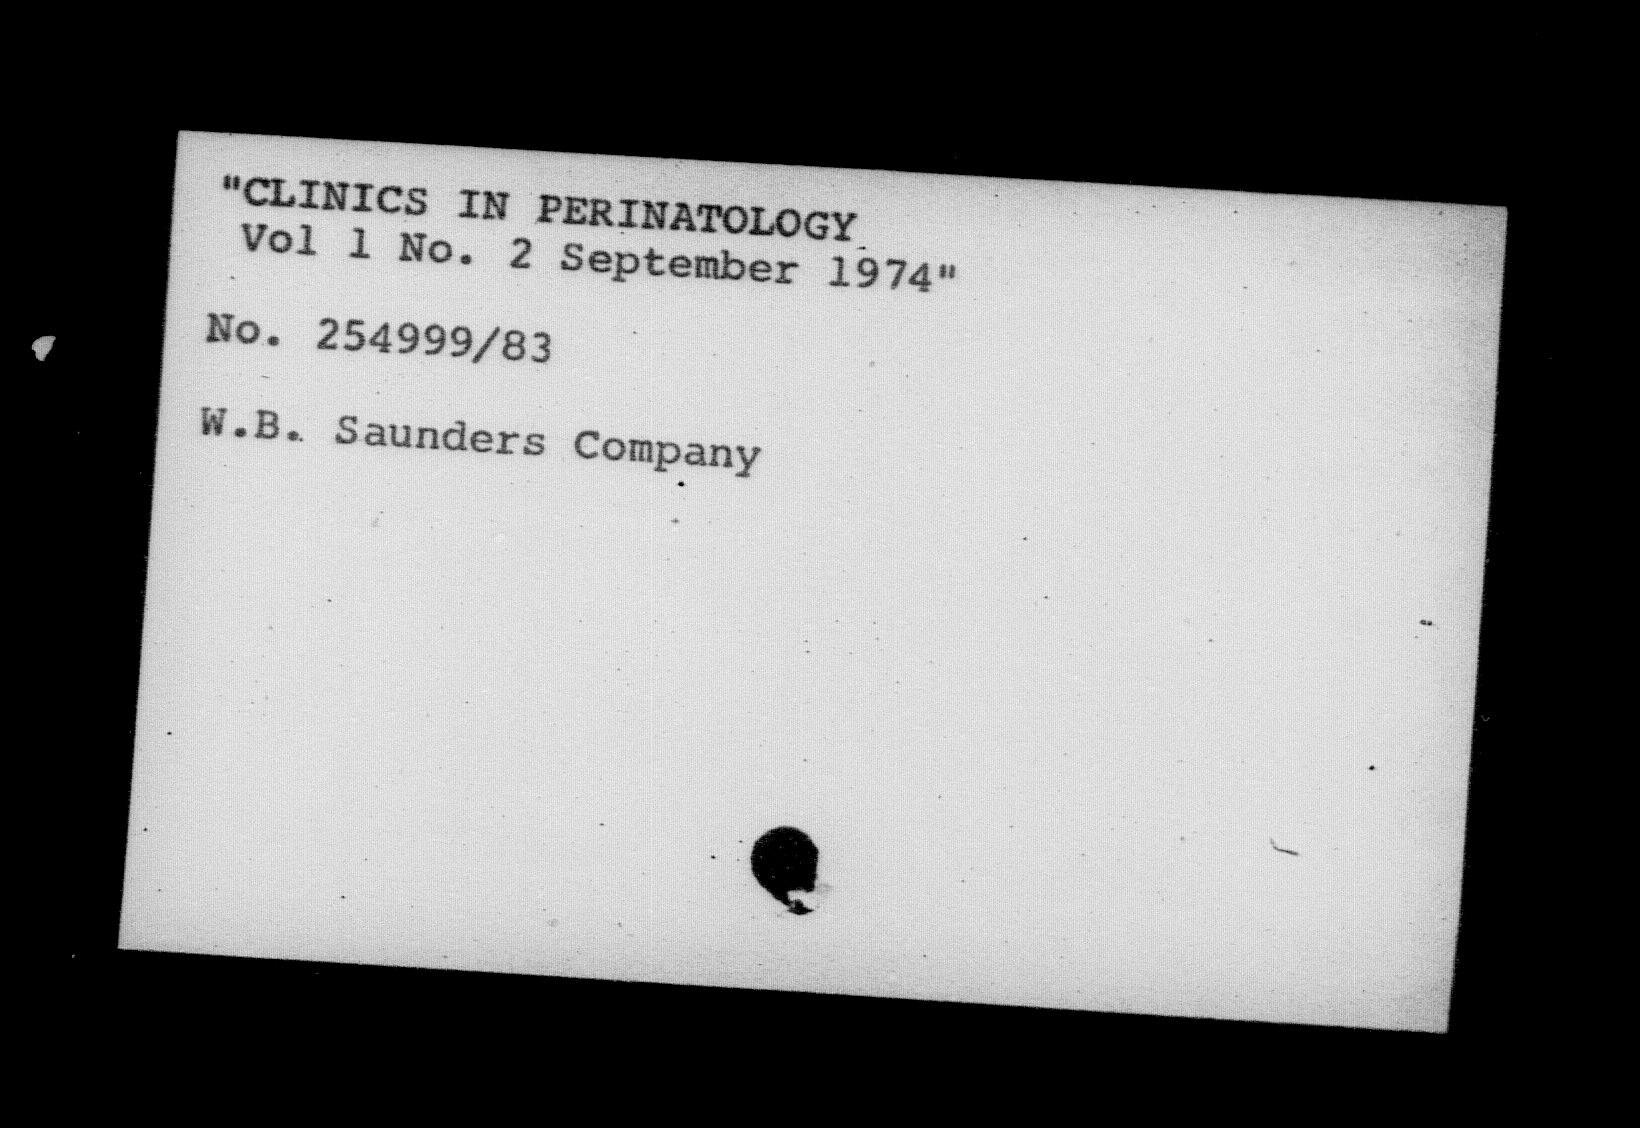 "CLINICS IN PERINATOLOGY
Vol 1 No. 2 September 1974"
No. 254999/83
W.B. Saunders Company